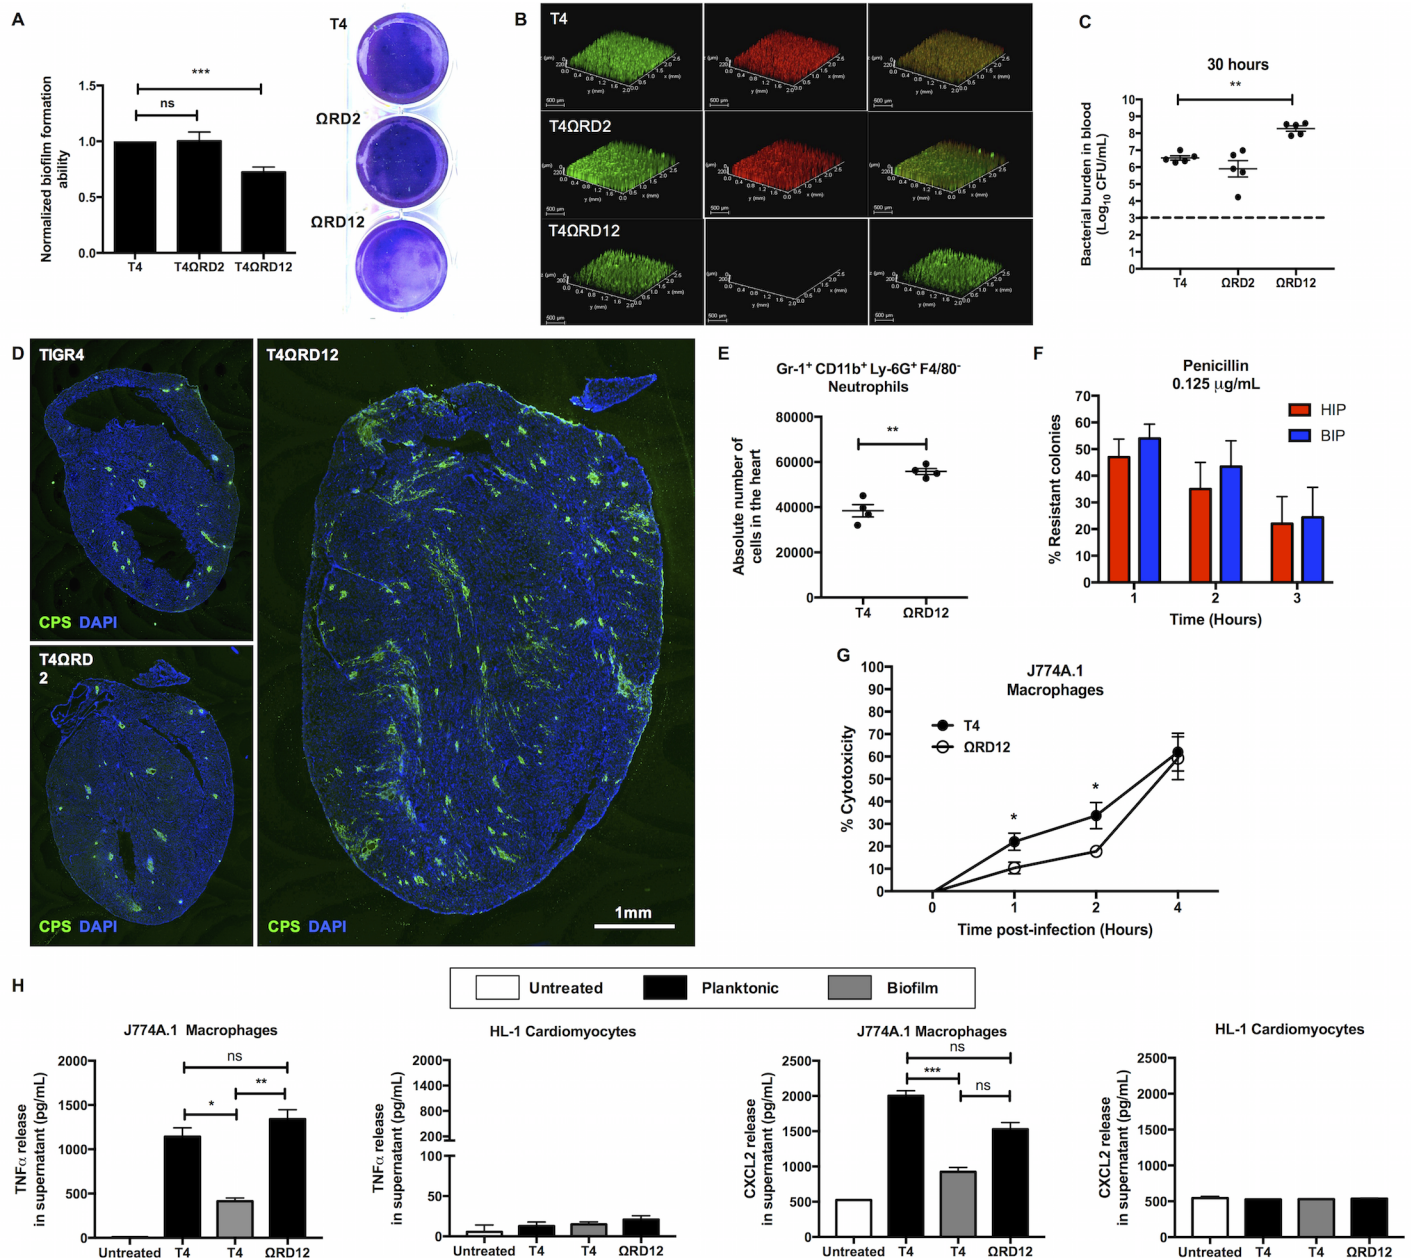 A
Normalized biofilm formation
ability
1.5
1.0
0.5
0.0
***
ns
T4
T4ΩRD2
T4ΩRD12
T4
ΩRD2
ΩRD12
B
T4
T4ΩRD2
T4ΩRD12
C
30 hours
**
Bacterial burden in blood
(Log10 CFU/mL)
10
9
8
7
6
5
4
3
2
1
0
T4
ΩRD2
ΩRD12
D
TIGR4
CPS DAPI
T4ΩRD
2
CPS DAPI
T4ΩRD12
CPS DAPI
1mm
E
Gr-1+ CD11b+ Ly-6G+ F4/80-
Neutrophils
Absolute number of
cells in the heart
80000
60000
40000
20000
0
**
T4
ΩRD12
F
Penicillin
0.125 μg/mL
% Resistant colonies
70
60
50
40
30
20
10
0
HIP
BIP
1
2
3
Time (Hours)
G
J774A.1
Macrophages
% Cytotoxicity
100
90
80
70
60
50
40
30
20
10
0
T4
ΩRD12
*
*
0
1
2
4
Time post-infection (Hours)
H
Untreated
Planktonic
Biofilm
J774A.1 Macrophages
TNFα release
in supernatant (pg/mL)
2000
1500
1000
500
0
ns
**
*
Untreated
T4
T4
ΩRD12
HL-1 Cardiomyocytes
TNFα release
in supernatant (pg/mL)
2000
1400
800
200
100
50
0
Untreated
T4
T4
ΩRD12
J774A.1 Macrophages
CXCL2 release
in supernatant (pg/mL)
2500
2000
1500
1000
500
0
ns
***
ns
Untreated
T4
T4
ΩRD12
HL-1 Cardiomyocytes
CXCL2 release
in supernatant (pg/mL)
2500
2000
1500
1000
500
0
Untreated
T4
T4
ΩRD12